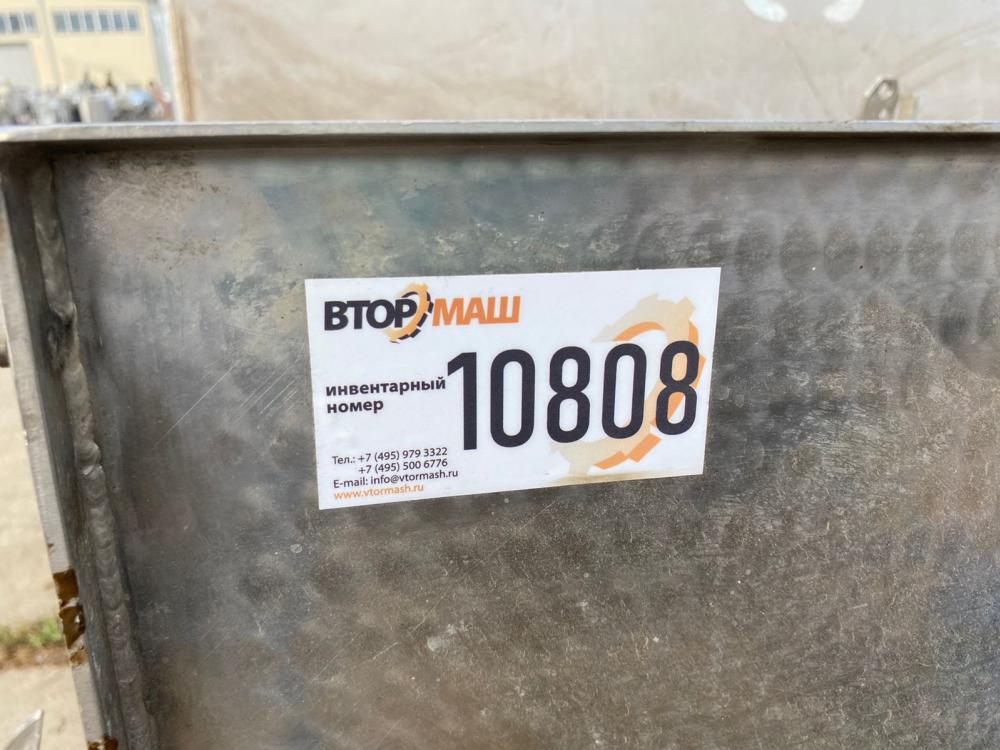 ВТОРМАШ
инвентарный
номер
10808
Тел.: +7 (495) 979 3322
+7 (495) 500 6776
E-mail: info@vtormash.ru
www.vtormash.ru